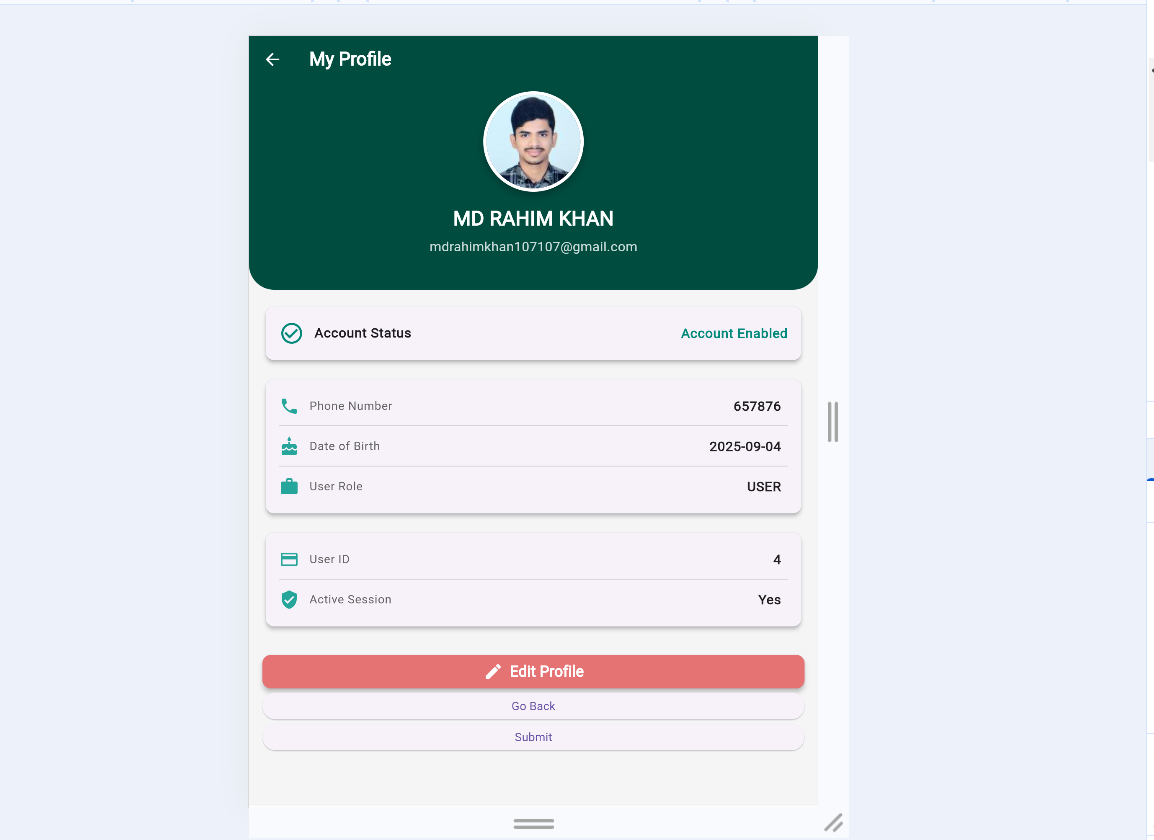 My Profile
MD RAHIM KHAN
mdrahimkhan107107@gmail.com
Account Status Account Enabled
Phone Number 657876
Date of Birth 2025-09-04
User Role USER
User ID 4
Active Session Yes
Edit Profile
Go Back
Submit